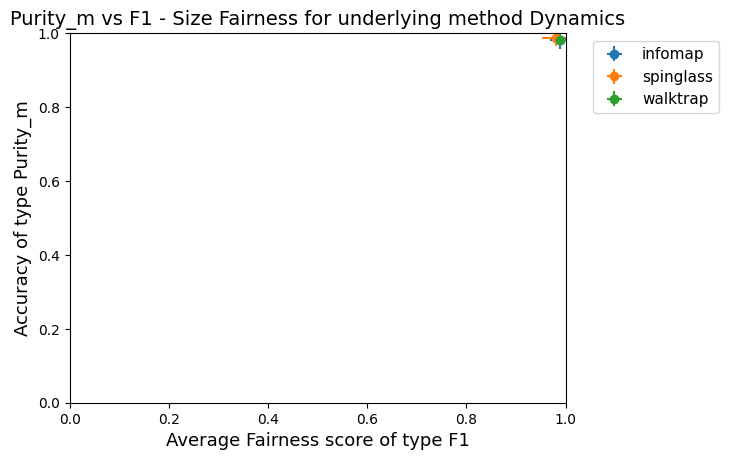 Purity_m vs F1 - Size Fairness for underlying method Dynamics
1.0
0.8
0.6
0.4
0.2
0.0
Accuracy of type Purity_m
0.0 0.2 0.4 0.6 0.8 1.0
Average Fairness score of type F1
infomap
spinglass
walktrap